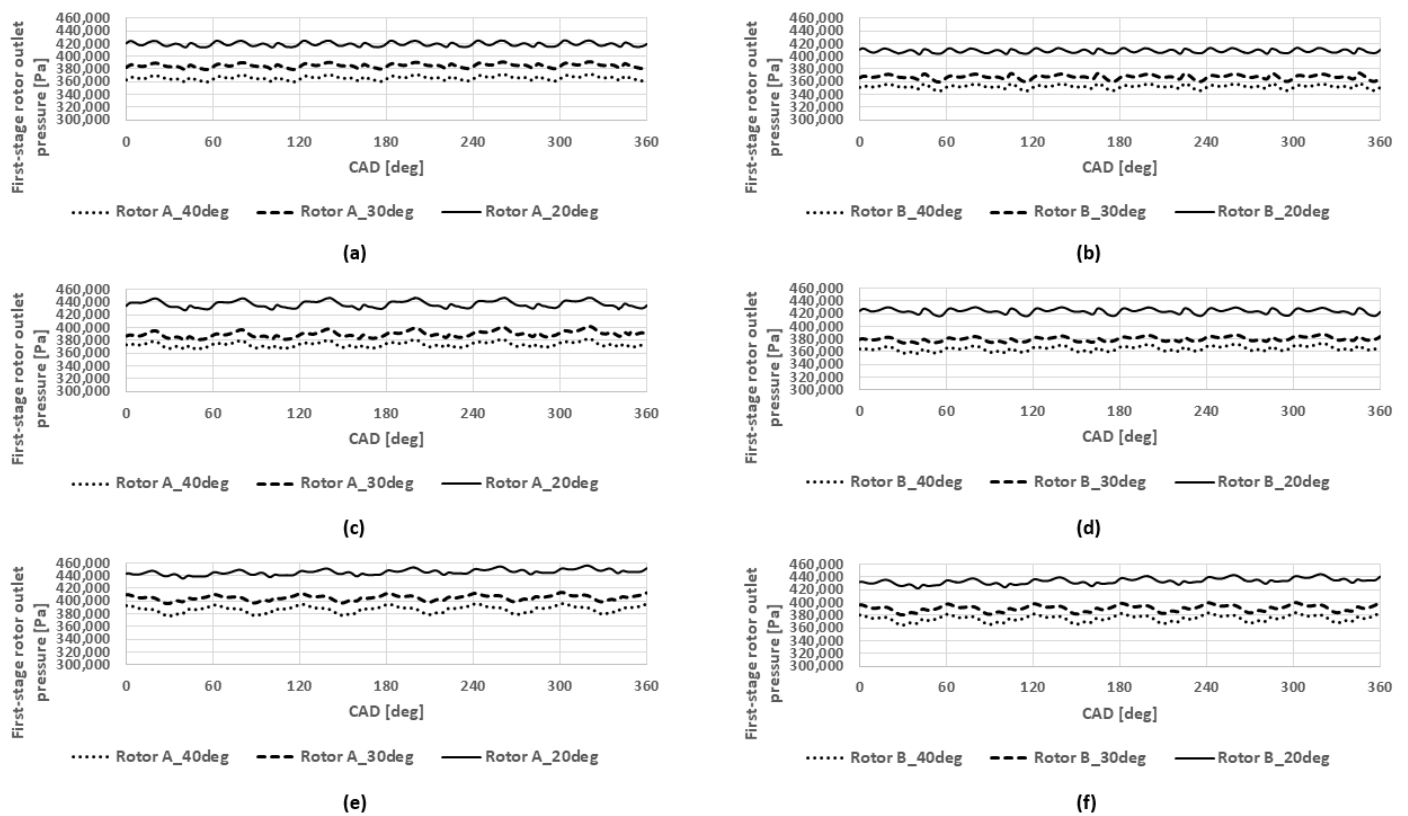 First-stage rotor outlet
pressure [Pa]
460,000
440,000
420,000
400,000
380,000
360,000
340,000
320,000
300,000
0 60 120 180 240 300 360
CAD [deg]
Rotor A_40deg Rotor A_30deg Rotor A_20deg
(a)
First-stage rotor outlet
pressure [Pa]
460,000
440,000
420,000
400,000
380,000
360,000
340,000
320,000
300,000
0 60 120 180 240 300 360
CAD [deg]
Rotor B_40deg Rotor B_30deg Rotor B_20deg
(b)
First-stage rotor outlet
pressure [Pa]
460,000
440,000
420,000
400,000
380,000
360,000
340,000
320,000
300,000
0 60 120 180 240 300 360
CAD [deg]
Rotor A_40deg Rotor A_30deg Rotor A_20deg
(c)
First-stage rotor outlet
pressure [Pa]
460,000
440,000
420,000
400,000
380,000
360,000
340,000
320,000
300,000
0 60 120 180 240 300 360
CAD [deg]
Rotor B_40deg Rotor B_30deg Rotor B_20deg
(d)
First-stage rotor outlet
pressure [Pa]
460,000
440,000
420,000
400,000
380,000
360,000
340,000
320,000
300,000
0 60 120 180 240 300 360
CAD [deg]
Rotor A_40deg Rotor A_30deg Rotor A_20deg
(e)
First-stage rotor outlet
pressure [Pa]
460,000
440,000
420,000
400,000
380,000
360,000
340,000
320,000
300,000
0 60 120 180 240 300 360
CAD [deg]
Rotor B_40deg Rotor B_30deg Rotor B_20deg
(f)